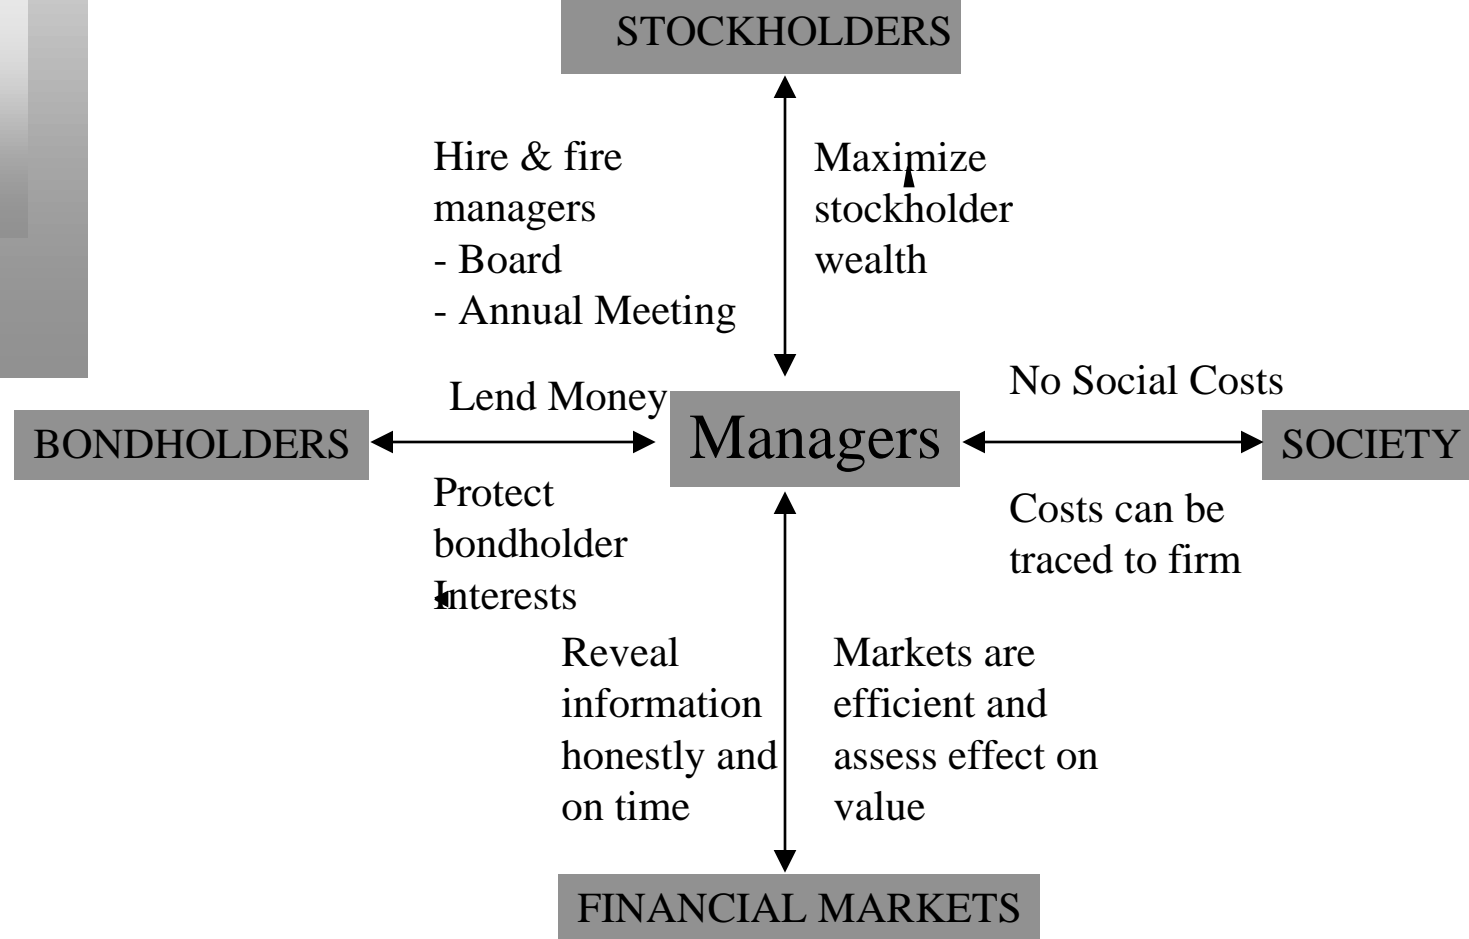 STOCKHOLDERS
Hire & fire
managers
- Board
- Annual Meeting
Maximize
stockholder
wealth
Lend Money
No Social Costs
BONDHOLDERS
Managers
SOCIETY
Protect
bondholder
Interests
Costs can be
traced to firm
Reveal
information
honestly and
on time
Markets are
efficient and
assess effect on
value
FINANCIAL MARKETS